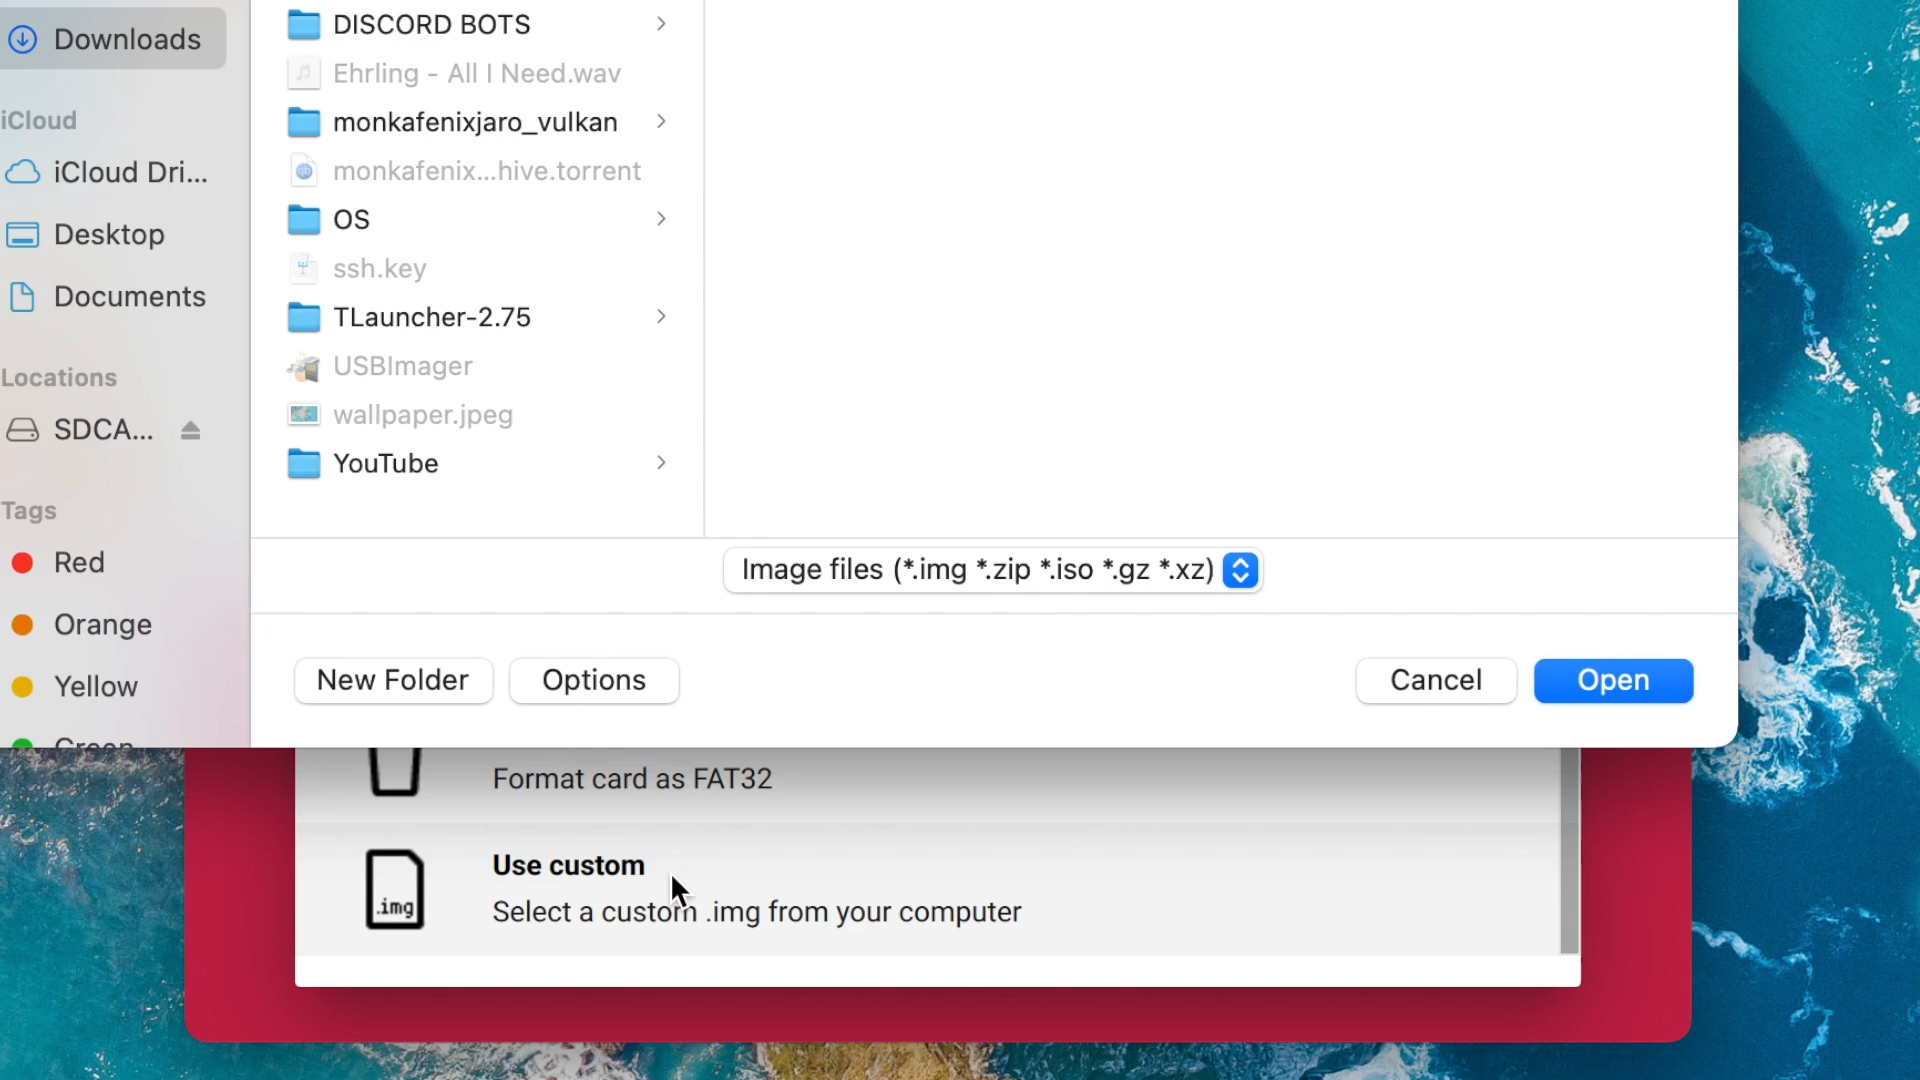 Downloads
iCloud
iCloud Dri...
Desktop
Documents
Locations
SDCA...
Tags
Red
Orange
Yellow
Green
DISCORD BOTS
Ehrling - All I Need.wav
monkafenixjaro_vulkan
monkafenix...hive.torrent
OS
ssh.key
TLauncher-2.75
USBImager
wallpaper.jpeg
YouTube
Image files (*.img *.zip *.iso *.gz *.xz)
New Folder
Options
Cancel
Open
Format card as FAT32
.img
Use custom
Select a custom .img from your computer